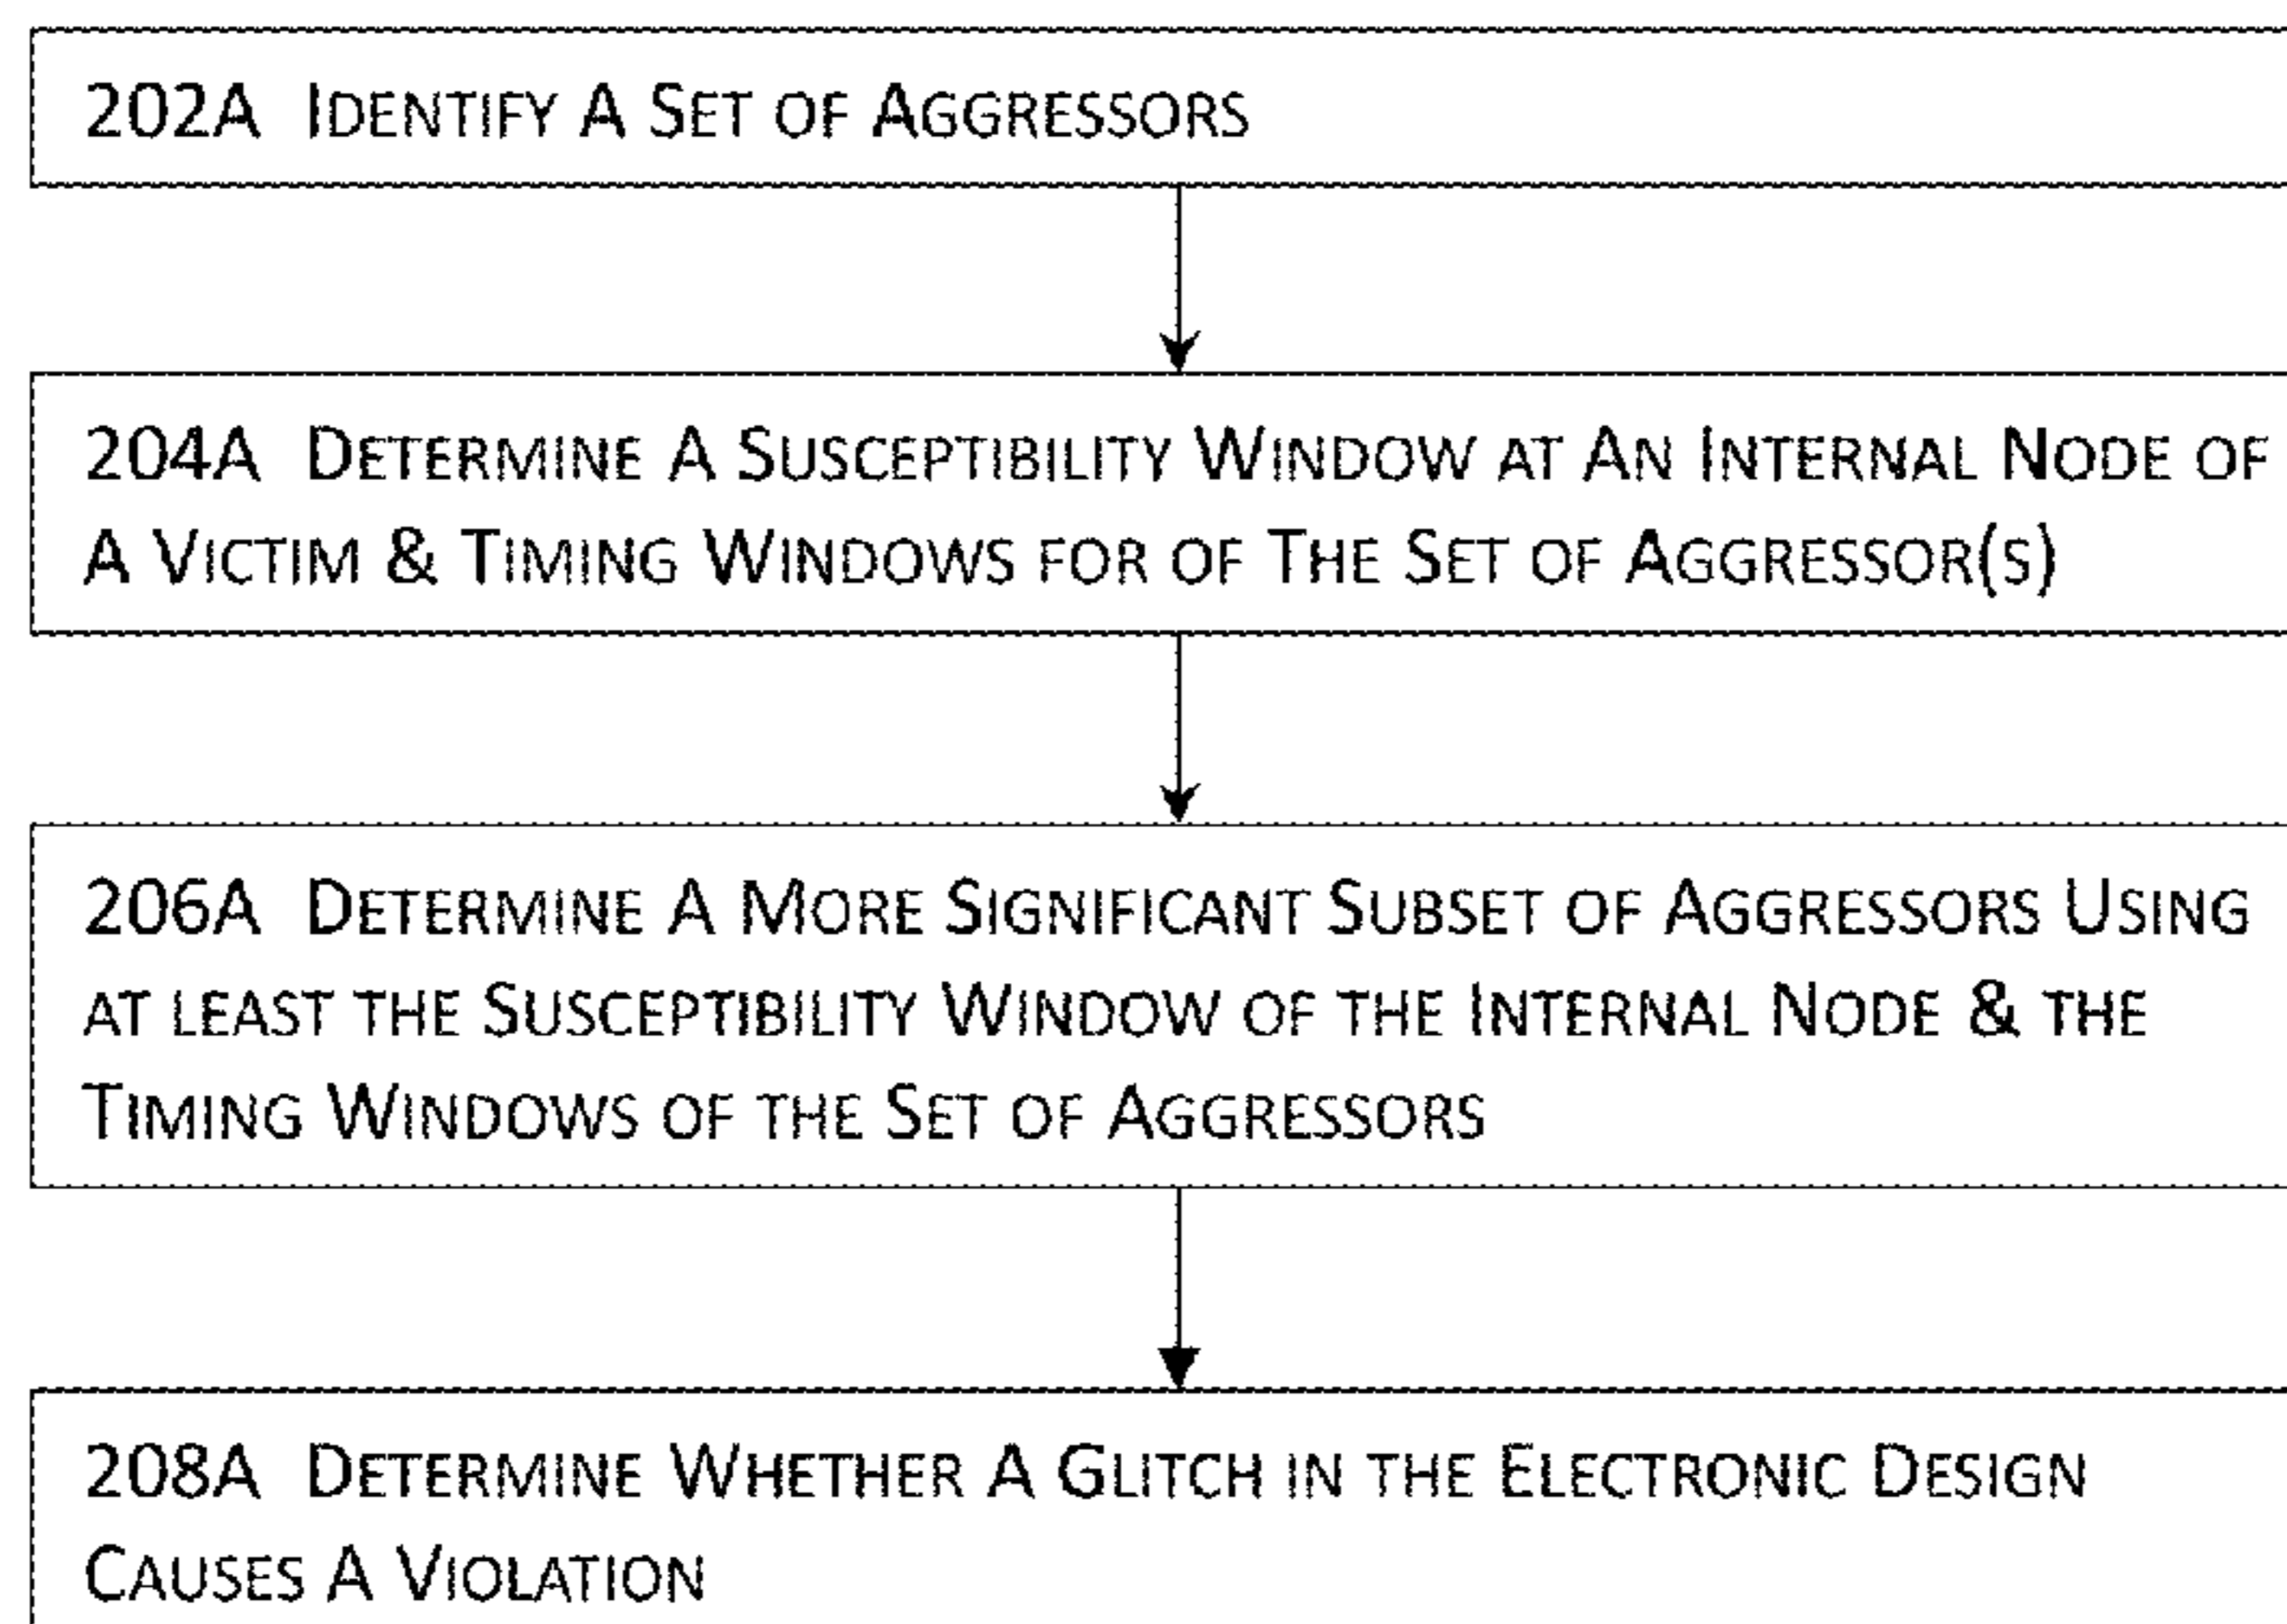 202A Identify A Set of Aggressors
204A Determine A Susceptibility Window at An Internal Node of
A Victim & Timing Windows for of The Set of Aggressor(s)
206A Determine A More Significant Subset of Aggressors Using
at least the Susceptibility Window of the Internal Node & the
Timing Windows of the Set of Aggressors
208A Determine Whether A Glitch in the Electronic Design
Causes A Violation